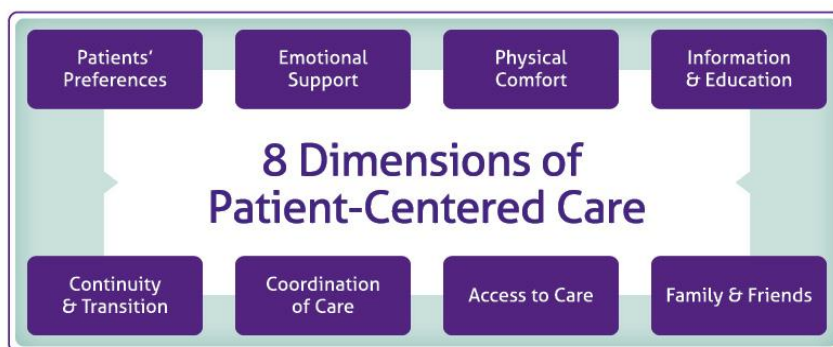 Patients'
Preferences
Emotional
Support
Physical
Comfort
Information
& Education
8 Dimensions of
Patient-Centered Care
Continuity
& Transition
Coordination
of Care
Access to Care
Family & Friends